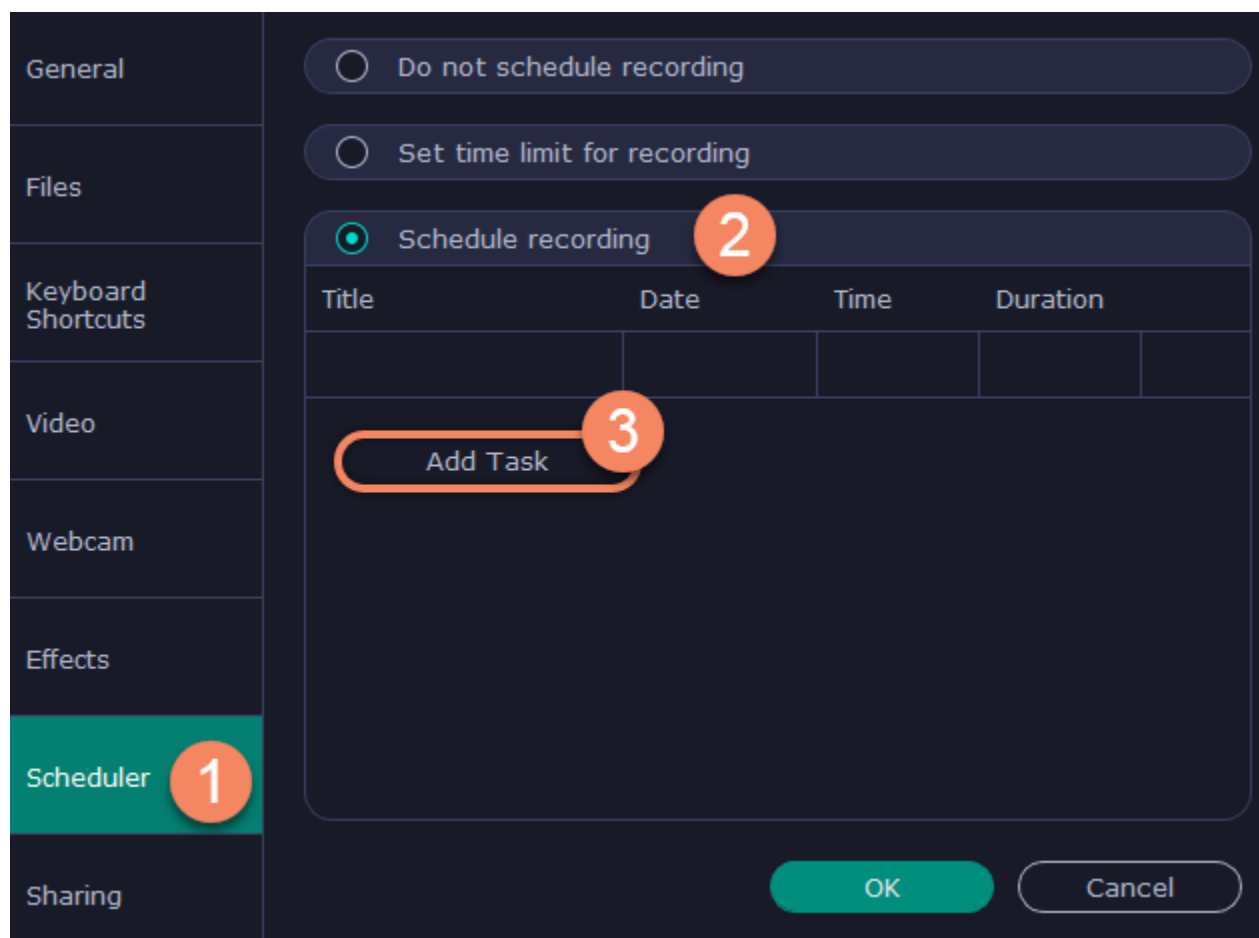 General
Files
Keyboard
Shortcuts
Video
Webcam
Effects
Scheduler 1
Sharing
Do not schedule recording
Set time limit for recording
Schedule recording 2
Title Date Time Duration
3
Add Task
OK Cancel